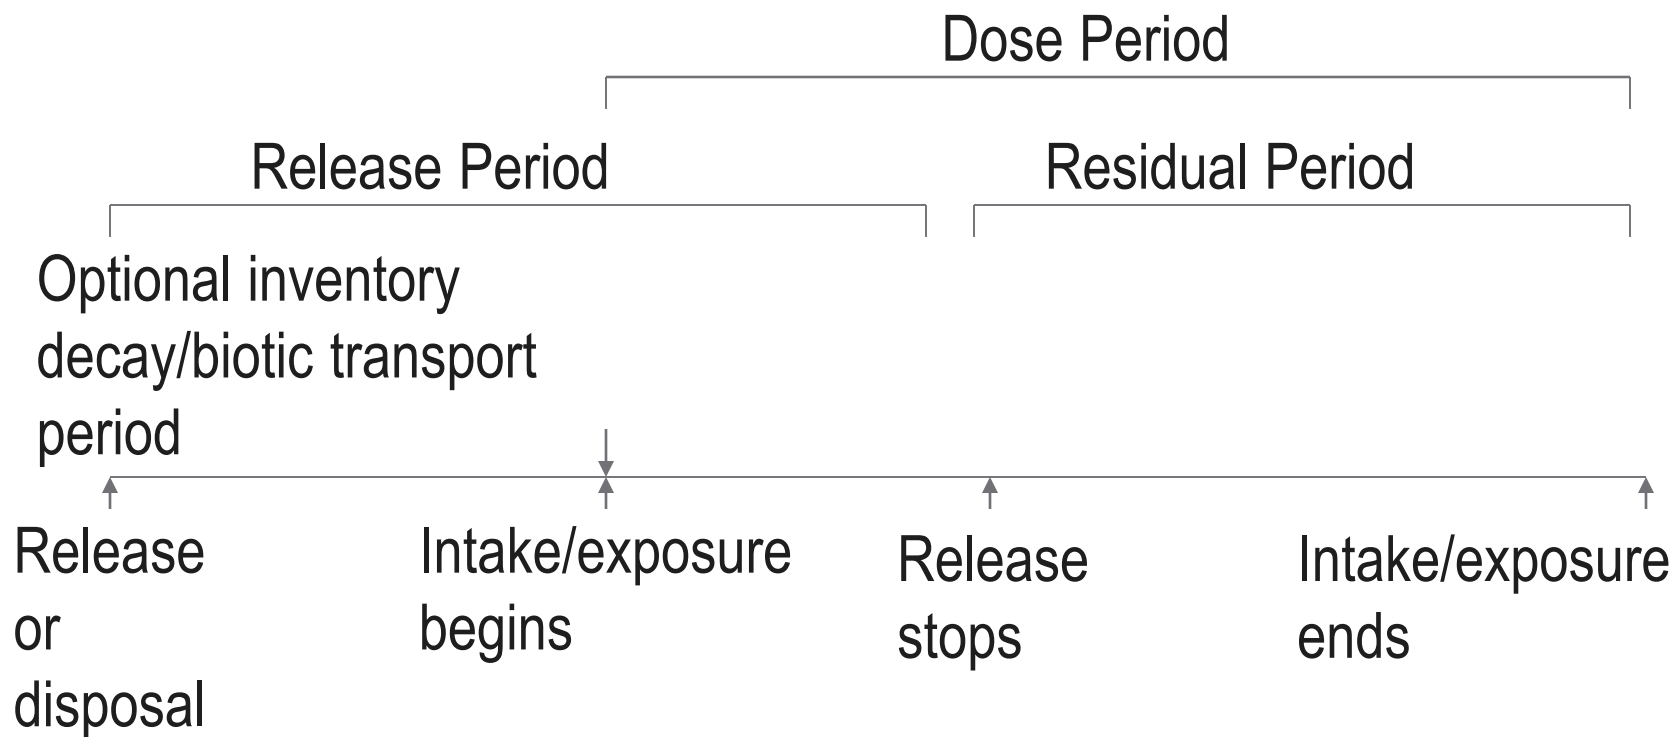 Dose Period
Release Period
Residual Period
Optional inventory
decay/biotic transport
period
Release
or
disposal
Intake/exposure
begins
Release
stops
Intake/exposure
ends